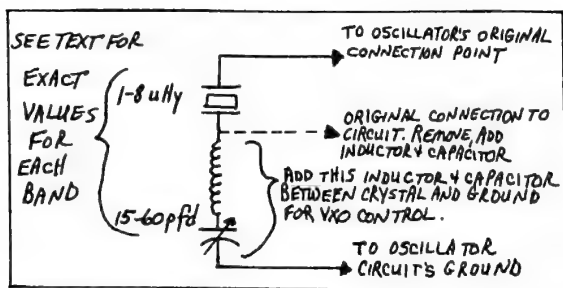 SEE TEXT FOR
EXACT
VALUES
FOR
EACH
BAND
1-8 uHy
15-60pfd
TO OSCILLATOR'S ORIGINAL
CONNECTION POINT
ORIGINAL CONNECTION TO
CIRCUIT. REMOVE, ADD
INDUCTOR & CAPACITOR
ADD THIS INDUCTOR & CAPACITOR
BETWEEN CRYSTAL AND GROUND
FOR VXO CONTROL.
TO OSCILLATOR
CIRCUIT'S GROUND